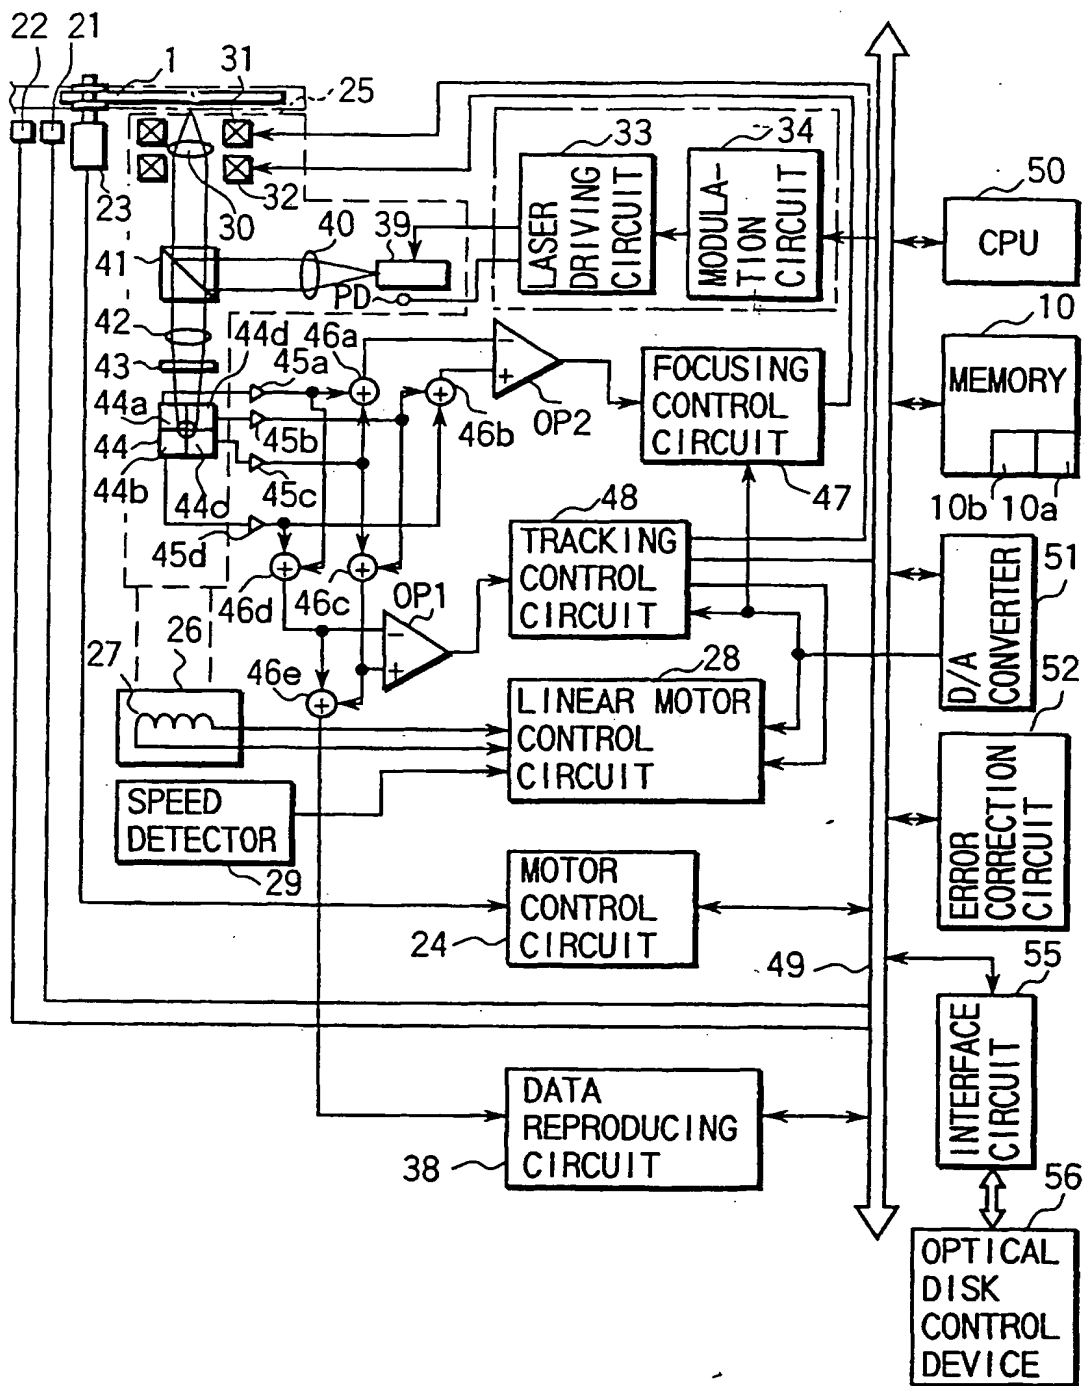 22 21
1
31
25
23
30
32
33
34
LASER
DRIVING
CIRCUIT
MODULA-
TION
CIRCUIT
50
CPU
41
40
39
PD
42
43
44d
46a
45a
44a
44
44b
44d
45b
45c
45d
46b
OP2
FOCUSING
CONTROL
CIRCUIT
47
10
MEMORY
10b 10a
48
TRACKING
CONTROL
CIRCUIT
51
D/A
CONVERTER
46d
46c
OP1
-
+
-
+
26
27
46e
28
LINEAR MOTOR
CONTROL
CIRCUIT
52
ERROR
CORRECTION
CIRCUIT
SPEED
DETECTOR
29
MOTOR
CONTROL
CIRCUIT
24
49
55
INTERFACE
CIRCUIT
DATA
REPRODUCING
CIRCUIT
38
56
OPTICAL
DISK
CONTROL
DEVICE